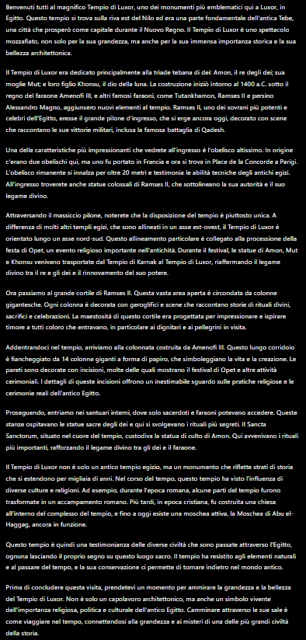 Benvenuti tutti al magnifico Tempio di Luxor, uno dei monumenti più emblematici qui a Luxor, in
Egitto. Questo tempio si trova sulla riva est del Nilo ed era una parte fondamentale dell'antica Tebe,
una città che prosperò come capitale durante il Nuovo Regno. Il Tempio di Luxor è uno spettacolo
mozzafiato, non solo per la sua grandezza, ma anche per la sua immensa importanza storica e la sua
bellezza architettonica.
Il Tempio di Luxor era dedicato principalmente alla triade tebana di dei: Amon, il re degli dei; sua
moglie Mut; e loro figlio Khonsu, il dio della luna. La costruzione iniziò intorno al 1400 a.C. sotto il
regno del faraone Amenofi III, e altri famosi faraoni, come Tutankhamon, Ramses II e persino
Alessandro Magno, aggiunsero nuovi elementi al tempio. Ramses II, uno dei sovrani più potenti e
celebri dell'Egitto, eresse il grande pilone d'ingresso, che si erge ancora oggi, decorato con scene
che raccontano le sue vittorie militari, inclusa la famosa battaglia di Qadesh.
Una delle caratteristiche più impressionanti che vedrete all'ingresso è l'obelisco altissimo. In origine
c'erano due obelischi qui, ma uno fu portato in Francia e ora si trova in Place de la Concorde a Parigi.
L'obelisco rimanente si innalza per oltre 20 metri e testimonia le abilità tecniche degli antichi egizi.
All'ingresso troverete anche statue colossali di Ramses II, che sottolineano la sua autorità e il suo
legame divino.
Attraversando il massiccio pilone, noterete che la disposizione del tempio è piuttosto unica. A
differenza di molti altri templi egizi, che sono allineati in un asse est-ovest, il Tempio di Luxor è
orientato lungo un asse nord-sud. Questo allineamento particolare è collegato alla processione della
festa di Opet, un evento religioso importante nell'antichità. Durante il festival, le statue di Amon, Mut
e Khonsu venivano trasportate dal Tempio di Karnak al Tempio di Luxor, riaffermando il legame
divino tra il re e gli dei e il rinnovamento del suo potere.
Ora passiamo al grande cortile di Ramses II. Questa vasta area aperta è circondata da colonne
gigantesche. Ogni colonna è decorata con geroglifici e scene che raccontano storie di rituali divini,
sacrifici e celebrazioni. La maestosità di questo cortile era progettata per impressionare e ispirare
timore a tutti coloro che entravano, in particolare ai dignitari e ai pellegrini in visita.
Addentrandoci nel tempio, arriviamo alla colonnata costruita da Amenofi III. Questo lungo corridoio
è fiancheggiato da 14 colonne giganti a forma di papiro, che simboleggiano la vita e la creazione. Le
pareti sono decorate con incisioni, molte delle quali mostrano il festival di Opet e altre attività
cerimoniali. I dettagli di queste incisioni offrono un inestimabile sguardo sulle pratiche religiose e le
cerimonie reali dell'antico Egitto.
Proseguendo, entriamo nei santuari interni, dove solo sacerdoti e faraoni potevano accedere. Queste
stanze ospitavano le statue sacre degli dei e qui si svolgevano i rituali più segreti. Il Sancta
Sanctorum, situato nel cuore del tempio, custodiva la statua di culto di Amon. Qui avvenivano i rituali
più importanti, rafforzando il legame divino tra gli dei e il faraone.
Il Tempio di Luxor non è solo un antico tempio egizio, ma un monumento che riflette strati di storia
che si estendono per migliaia di anni. Nel corso del tempo, questo tempio ha visto l'influenza di
diverse culture e religioni. Ad esempio, durante l'epoca romana, alcune parti del tempio furono
trasformate in un accampamento romano. Più tardi, in epoca cristiana, fu costruita una chiesa
all'interno del complesso del tempio, e fino a oggi esiste una moschea attiva, la Moschea di Abu el-
Haggag, ancora in funzione.
Questo tempio è quindi una testimonianza delle diverse civiltà che sono passate attraverso l'Egitto,
ognuna lasciando il proprio segno su questo luogo sacro. Il tempio ha resistito agli elementi naturali
e al passare del tempo, e la sua conservazione ci permette di tornare indietro nel mondo antico.
Prima di concludere questa visita, prendetevi un momento per ammirare la grandezza e la bellezza
del Tempio di Luxor. Non è solo un capolavoro architettonico, ma anche un simbolo vivente
dell'importanza religiosa, politica e culturale dell'antico Egitto. Camminare attraverso le sue sale è
come viaggiare nel tempo, connettendosi alla grandezza e ai misteri di una delle più grandi civiltà
della storia.